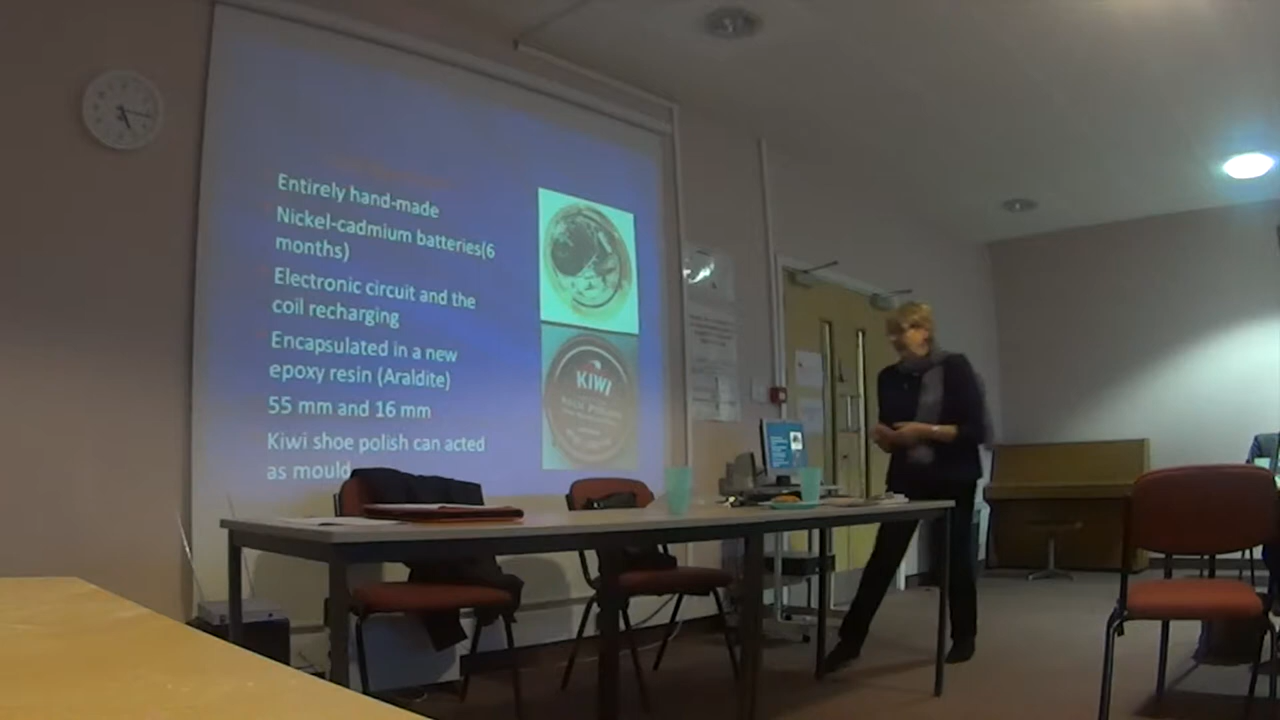 Entirely hand-made
Nickel-cadmium batteries(6
months)
Electronic circuit and the
coil recharging
Encapsulated in a new
epoxy resin (Araldite)
55 mm and 16 mm
Kiwi shoe polish can acted
as mould
KIWI